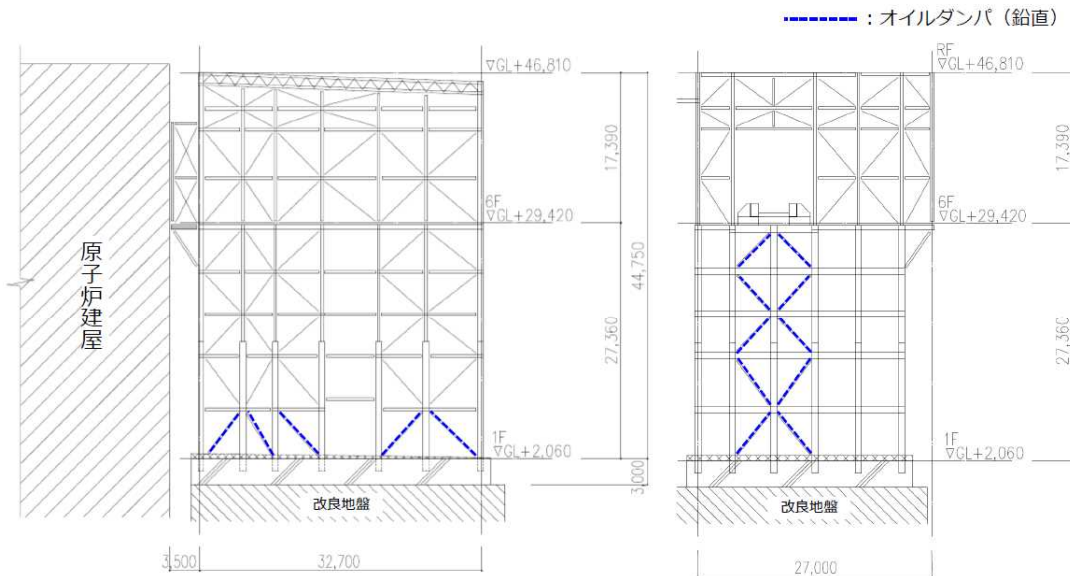 ：オイルダンパ（鉛直）
▽GL+46,810
17,390
6F
▽GL+29,420
44,750
27,360
1F
▽GL+2,060
3,000
原子炉建屋
改良地盤
3,500
32,700
RF
▽GL+46,810
17,390
6F
▽GL+29,420
27,360
1F
▽GL+2,060
改良地盤
27,000